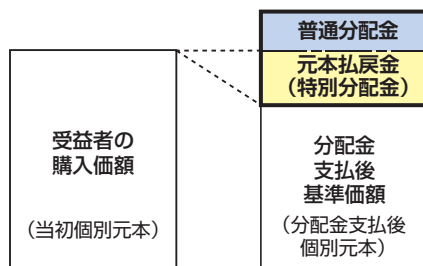 普通分配金
元本払戻金
（特別分配金）
受益者の
購入価額
（当初個別元本）
分配金
支払後
基準価額
（分配金支払後
個別元本）